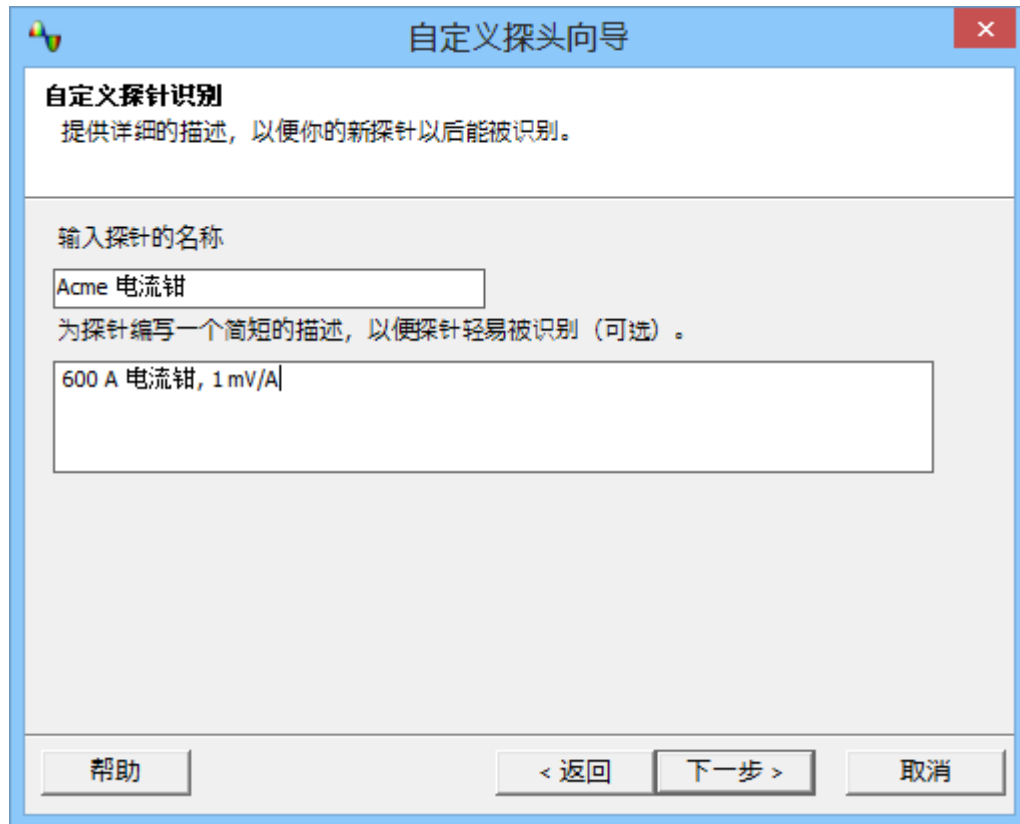 自定义探头向导
自定义探针识别
提供详细的描述，以便你的新探针以后能被识别。
输入探针的名称
Acme 电流钳
为探针编写一个简短的描述，以便探针轻易被识别（可选）。
600 A 电流钳, 1 mV/A
帮助
< 返回
下一步 >
取消